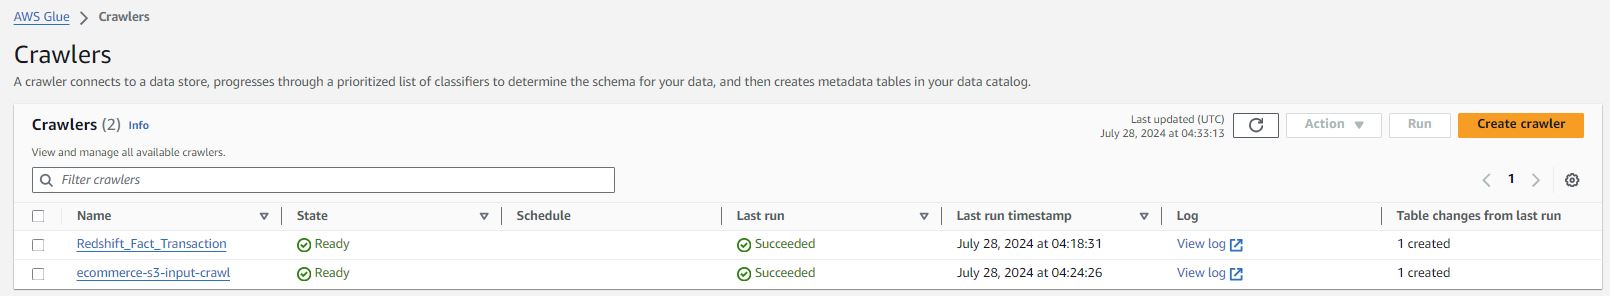 AWS Glue > Crawlers
Crawlers
A crawler connects to a data store, progresses through a prioritized list of classifiers to determine the schema for your data, and then creates metadata tables in your data catalog.
Crawlers (2) Info
Last updated (UTC)
July 28, 2024 at 04:33:13
Action
Run
Create crawler
View and manage all available crawlers.
Filter crawlers
1
Name State Schedule Last run Last run timestamp Log Table changes from last run
Redshift_Fact_Transaction Ready Succeeded July 28, 2024 at 04:18:31 View log 1 created
ecommerce-s3-input-crawl Ready Succeeded July 28, 2024 at 04:24:26 View log 1 created